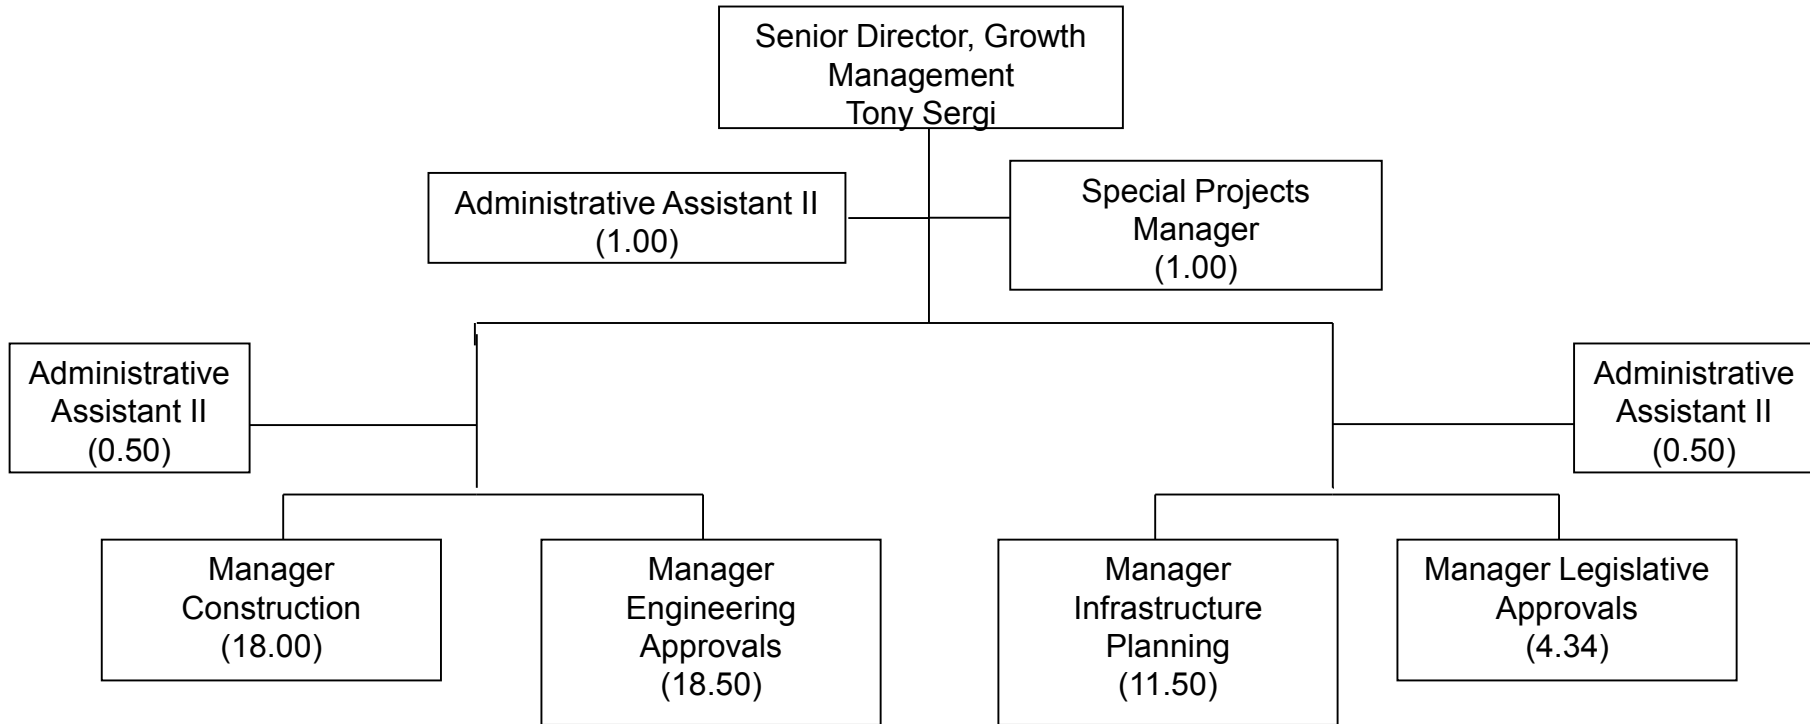 Senior Director, Growth
Management
Tony Sergi
Administrative Assistant II
(1.00)
Special Projects
Manager
(1.00)
Administrative
Assistant II
(0.50)
Administrative
Assistant II
(0.50)
Manager
Construction
(18.00)
Manager
Engineering
Approvals
(18.50)
Manager
Infrastructure
Planning
(11.50)
Manager Legislative
Approvals
(4.34)